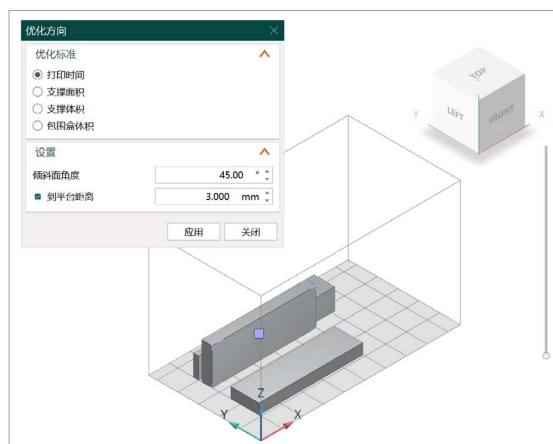 优化方向
优化标准
打印时间
支撑面积
支撑体积
包围盒体积
设置
倾斜面角度
45.00 °
到平台距离
3.000 mm
应用 关闭
TOP
LEFT FRONT
Y X
Z
Y X